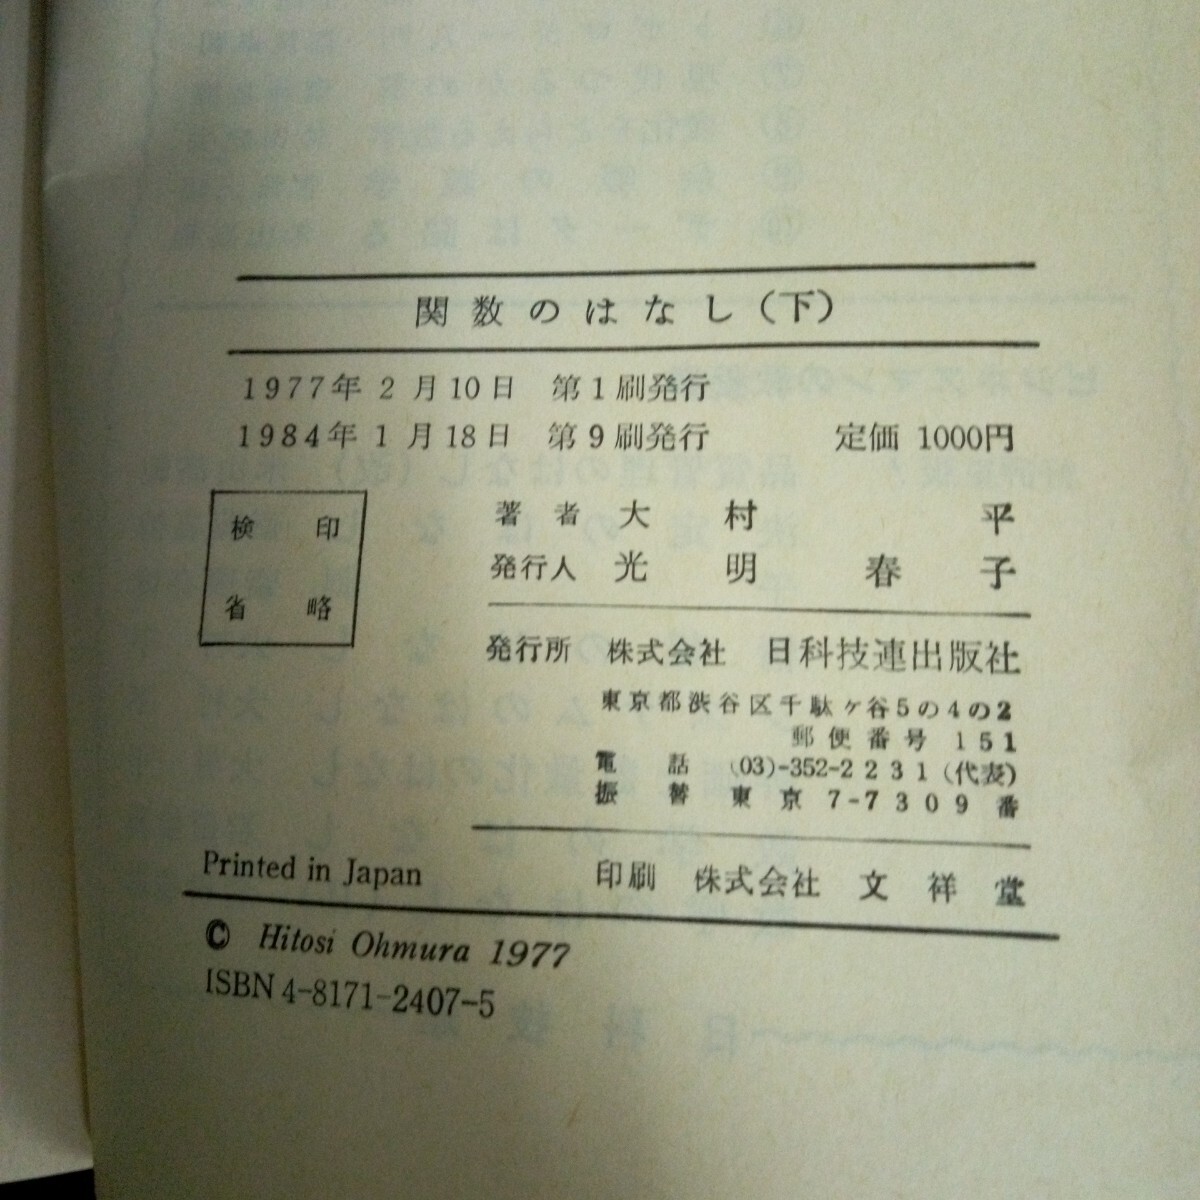 関数のはなし（下）
1977年2月10日 第1刷発行
1984年1月18日 第9刷発行 定価 1000円
検印
省略
著者 大村 平
発行人 光明 春子
発行所 株式会社 日科技連出版社
東京都渋谷区千駄ヶ谷5の4の2
郵便番号 151
電話 (03)-352-2231(代表)
振替 東京 7-7309番
Printed in Japan 印刷 株式会社 文祥堂
© Hitosi Ohmura 1977
ISBN 4-8171-2407-5